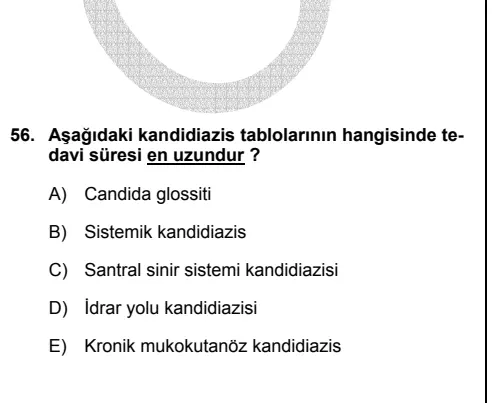 56. Aşağıdaki kandidiazis tablolarının hangisinde te-
davi süresi en uzundur ?
A) Candida glossiti
B) Sistemik kandidiazis
C) Santral sinir sistemi kandidiazisi
D) İdrar yolu kandidiazisi
E) Kronik mukokutanöz kandidiazis